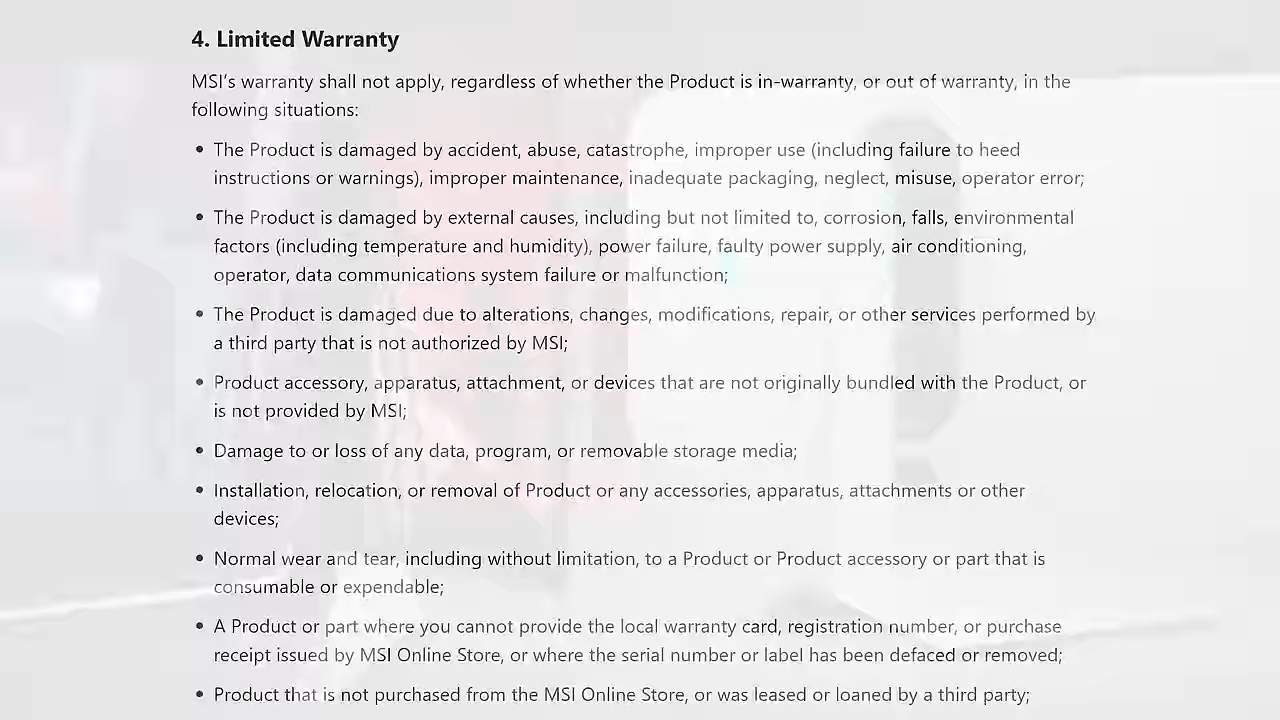 4. Limited Warranty
MSI's warranty shall not apply, regardless of whether the Product is in-warranty, or out of warranty, in the
following situations:
• The Product is damaged by accident, abuse, catastrophe, improper use (including failure to heed
instructions or warnings), improper maintenance, inadequate packaging, neglect, misuse, operator error;
• The Product is damaged by external causes, including but not limited to, corrosion, falls, environmental
factors (including temperature and humidity), power failure, faulty power supply, air conditioning,
operator, data communications system failure or malfunction;
• The Product is damaged due to alterations, changes, modifications, repair, or other services performed by
a third party that is not authorized by MSI;
• Product accessory, apparatus, attachment, or devices that are not originally bundled with the Product, or
is not provided by MSI;
• Damage to or loss of any data, program, or removable storage media;
• Installation, relocation, or removal of Product or any accessories, apparatus, attachments or other
devices;
• Normal wear and tear, including without limitation, to a Product or Product accessory or part that is
consumable or expendable;
• A Product or part where you cannot provide the local warranty card, registration number, or purchase
receipt issued by MSI Online Store, or where the serial number or label has been defaced or removed;
• Product that is not purchased from the MSI Online Store, or was leased or loaned by a third party;